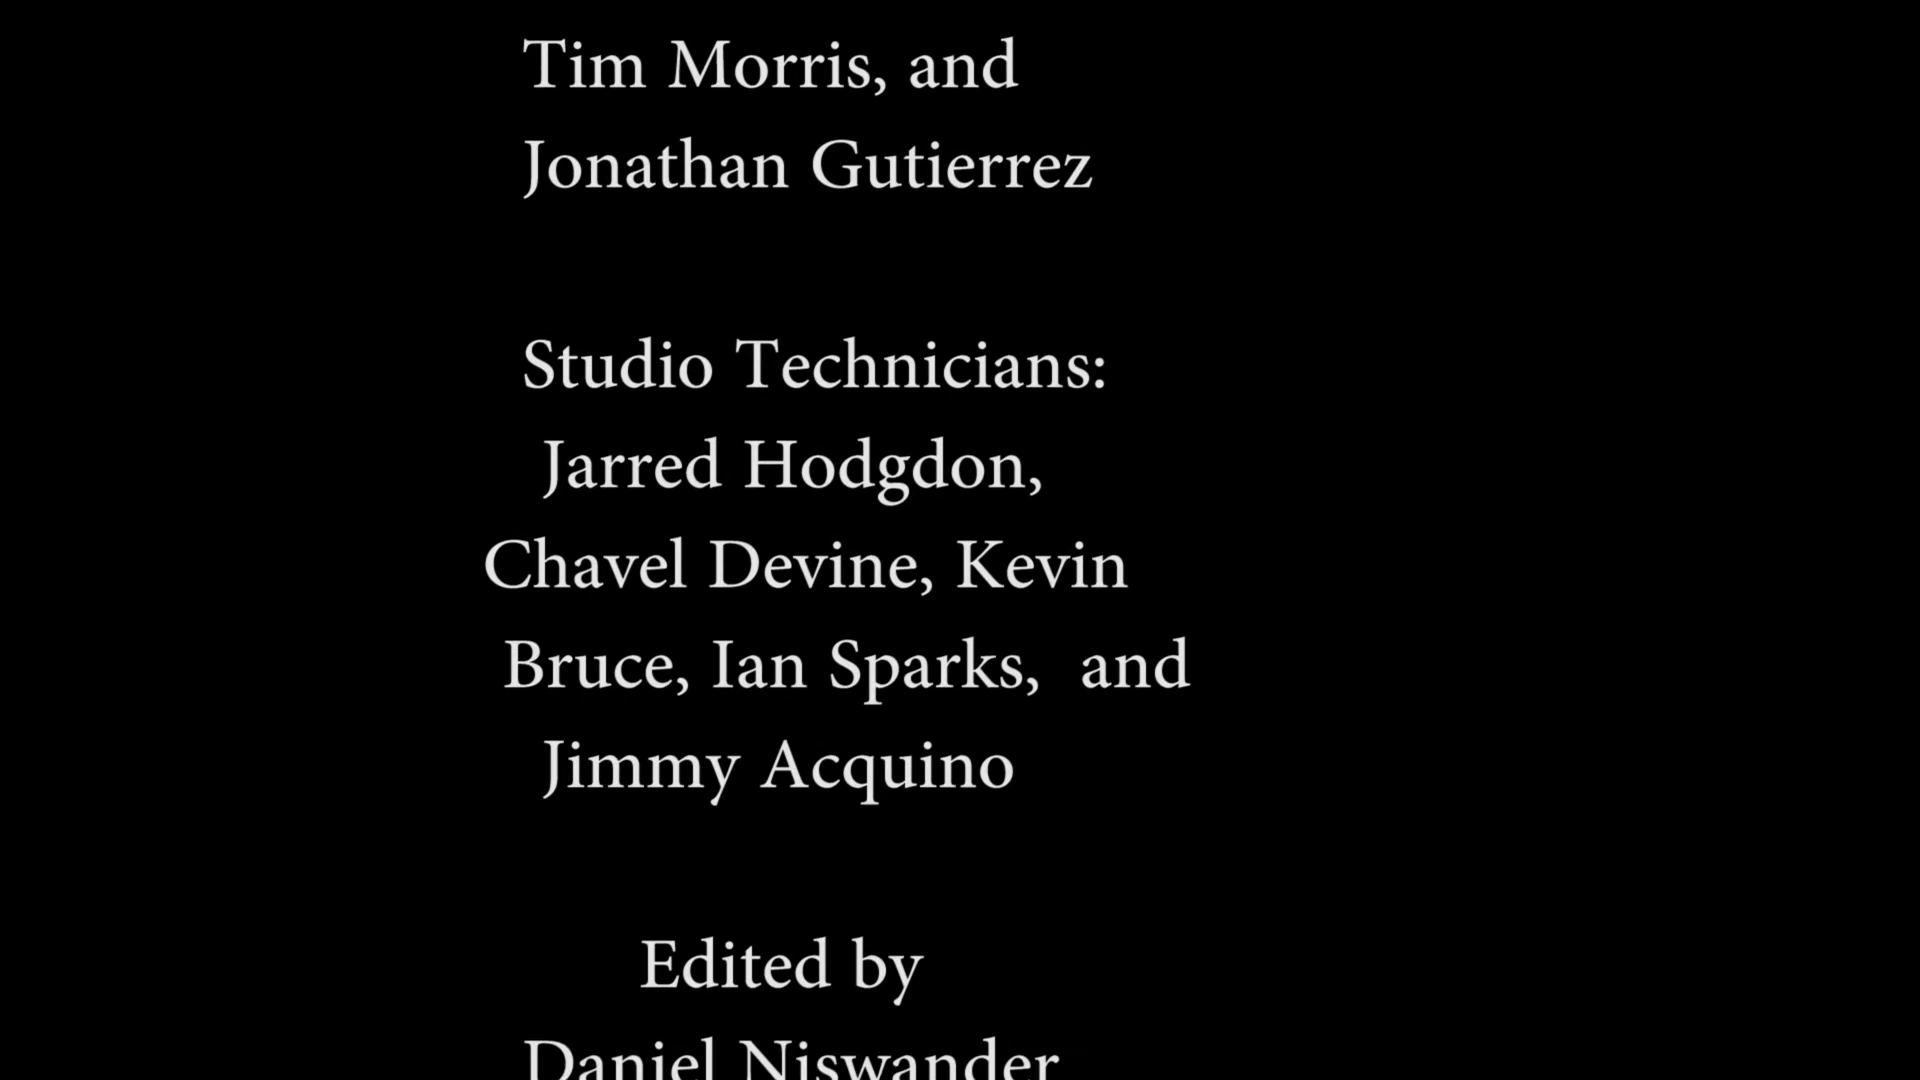 Tim Morris, and
Jonathan Gutierrez
Studio Technicians:
Jarred Hodgdon,
Chavel Devine, Kevin
Bruce, Ian Sparks,  and
Jimmy Acquino
Edited by
Daniel Niswander